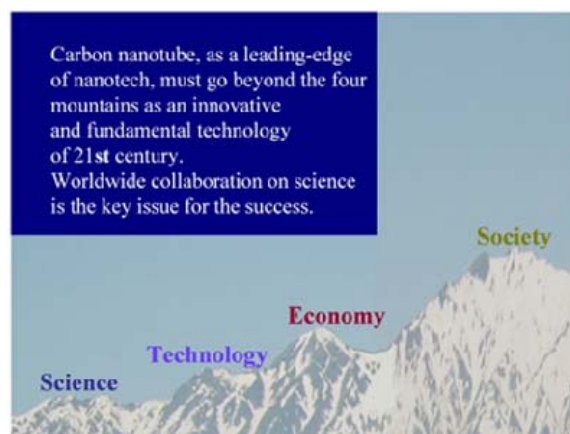 Carbon nanotube, as a leading-edge
of nanotech, must go beyond the four
mountains as an innovative
and fundamental technology
of 21st century.
Worldwide collaboration on science
is the key issue for the success.
Society
Economy
Technology
Science